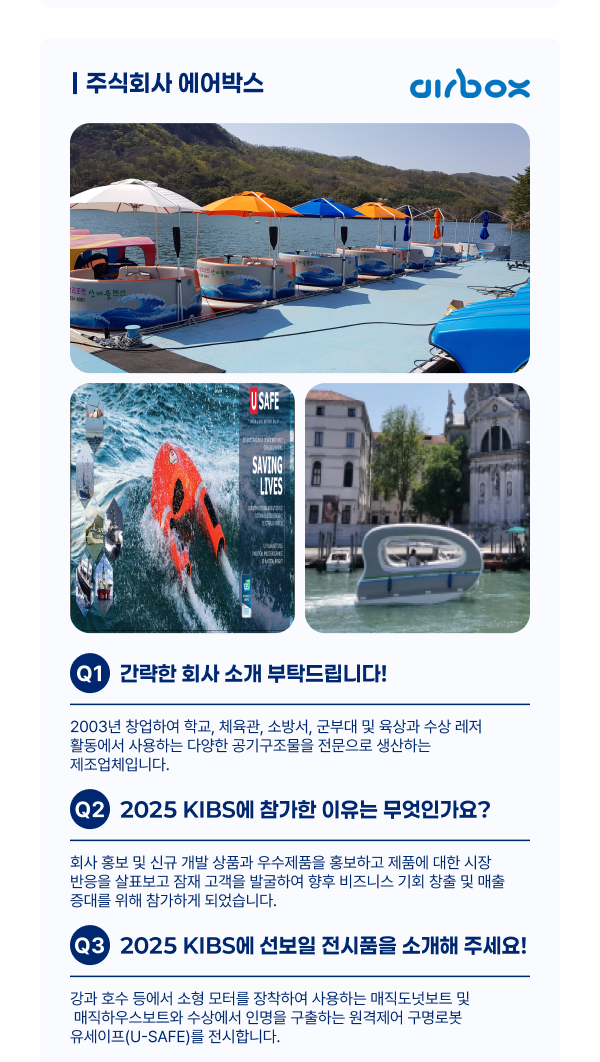 주식회사 에어박스
airbox
산에들펜션
U SAFE
SAVING
LIVES
Q1 간략한 회사 소개 부탁드립니다!
2003년 창업하여 학교, 체육관, 소방서, 군부대 및 육상과 수상 레저
활동에서 사용하는 다양한 공기구조물을 전문으로 생산하는
제조업체입니다.
Q2 2025 KIBS에 참가한 이유는 무엇인가요?
회사 홍보 및 신규 개발 상품과 우수제품을 홍보하고 제품에 대한 시장
반응을 살표보고 잠재 고객을 발굴하여 향후 비즈니스 기회 창출 및 매출
증대를 위해 참가하게 되었습니다.
Q3 2025 KIBS에 선보일 전시품을 소개해 주세요!
강과 호수 등에서 소형 모터를 장착하여 사용하는 매직도넛보트 및
매직하우스보트와 수상에서 인명을 구출하는 원격제어 구명로봇
유세이프(U-SAFE)를 전시합니다.